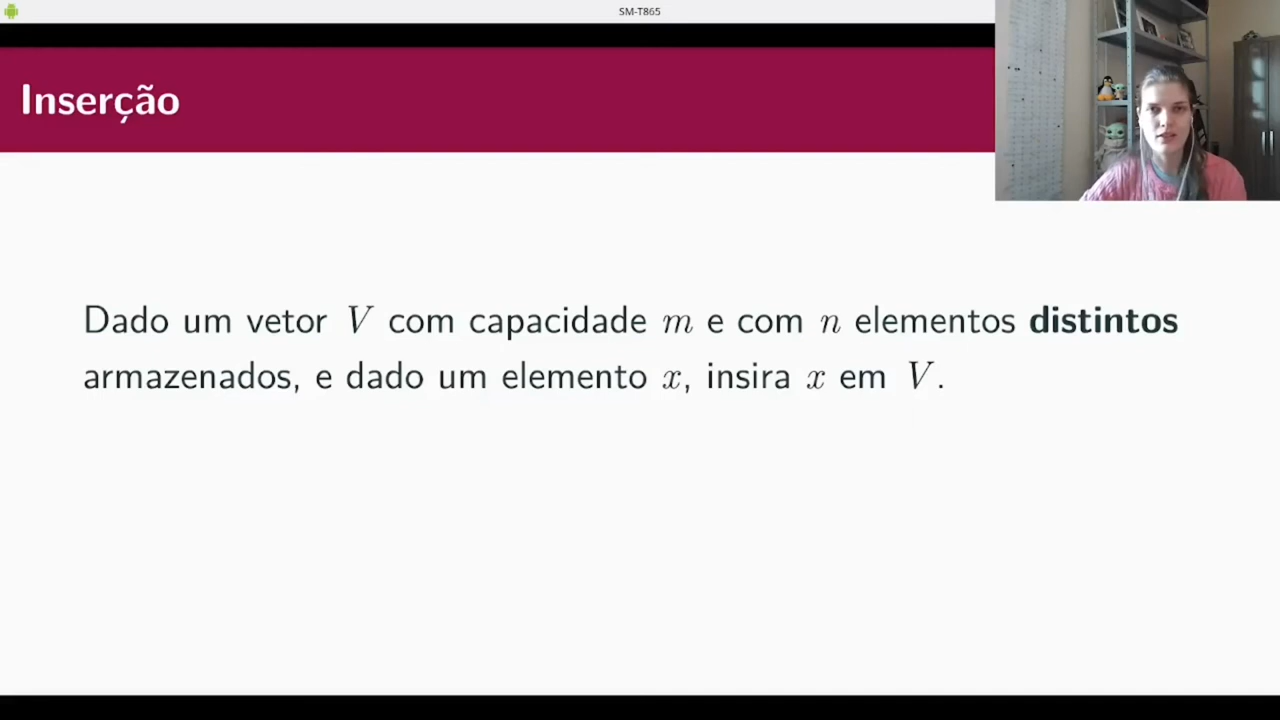 SM-T865
Inserção
Dado um vetor V com capacidade m e com n elementos distintos
armazenados, e dado um elemento x, insira x em V.